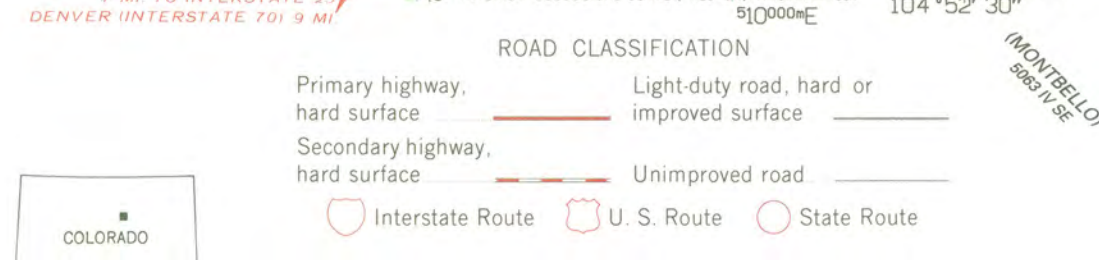 DENVER (INTERSTATE 70) 9 MI.
510000mE
104°52'30"
(MONTBELLO)
5063 IV SE
ROAD CLASSIFICATION
Primary highway,
hard surface
Light-duty road, hard or
improved surface
Secondary highway,
hard surface
Unimproved road
Interstate Route
U. S. Route
State Route
COLORADO